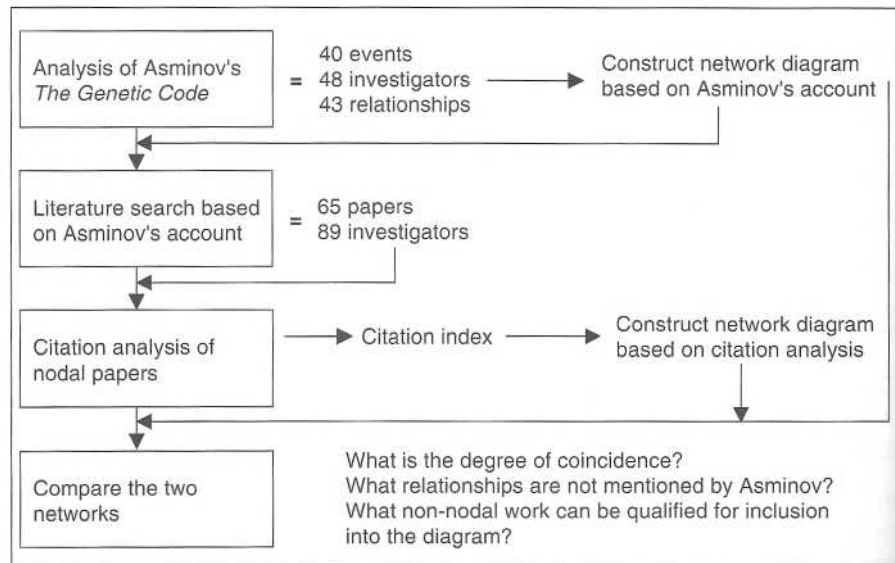 Analysis of Asminov's
The Genetic Code
=
40 events
48 investigators
43 relationships
Construct network diagram
based on Asminov's account
Literature search based
on Asminov's account
=
65 papers
89 investigators
Citation analysis of
nodal papers
Citation index
Construct network diagram
based on citation analysis
Compare the two
networks
What is the degree of coincidence?
What relationships are not mentioned by Asminov?
What non-nodal work can be qualified for inclusion
into the diagram?